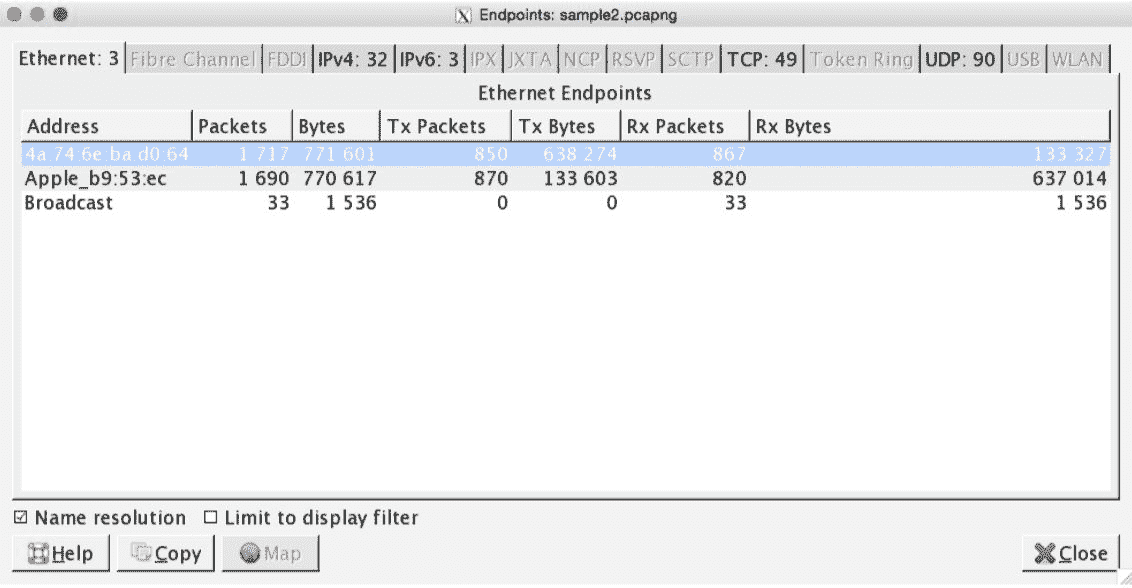 Endpoints: sample2.pcapng
Ethernet: 3 Fibre Channel FDDI IPv4: 32 IPv6: 3 IPX JXTA NCP RSVP SCTP TCP: 49 Token Ring UDP: 90 USB WLAN
Ethernet Endpoints
Address Packets Bytes Tx Packets Tx Bytes Rx Packets Rx Bytes
4a:74:6e:ba:d0:64 1 717 771 601 850 638 274 867 133 327
Apple_b9:53:ec 1 690 770 617 870 133 603 820 637 014
Broadcast 33 1 536 0 0 33 1 536
Name resolution Limit to display filter
Help Copy Map Close